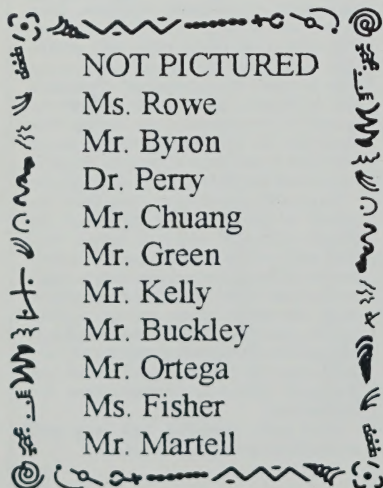 NOT PICTURED
Ms. Rowe
Mr. Byron
Dr. Perry
Mr. Chuang
Mr. Green
Mr. Kelly
Mr. Buckley
Mr. Ortega
Ms. Fisher
Mr. Martell